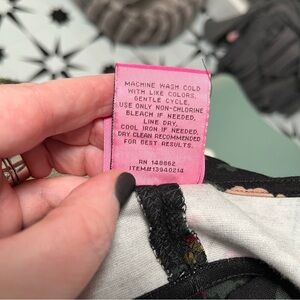 MACHINE WASH COLD
WITH LIKE COLORS,
GENTLE CYCLE.
USE ONLY NON-CHLORINE
BLEACH IF NEEDED,
LINE DRY,
COOL IRON IF NEEDED,
DRY CLEAN RECOMMENDED
FOR BEST RESULTS.
RN 148662
ITEM#13940214